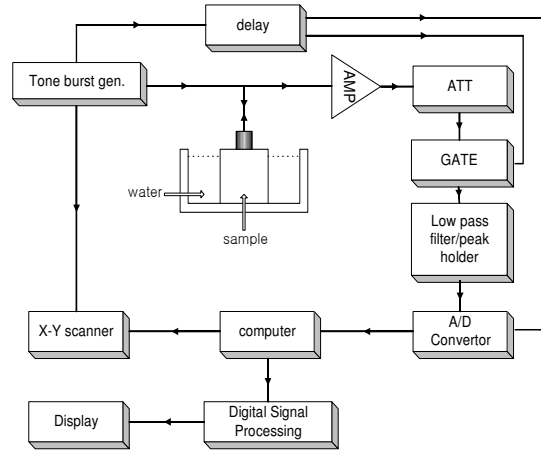 delay
Tone burst gen.
AMP
ATT
GATE
water
sample
Low pass
filter/peak
holder
X-Y scanner
computer
A/D
Convertor
Display
Digital Signal
Processing